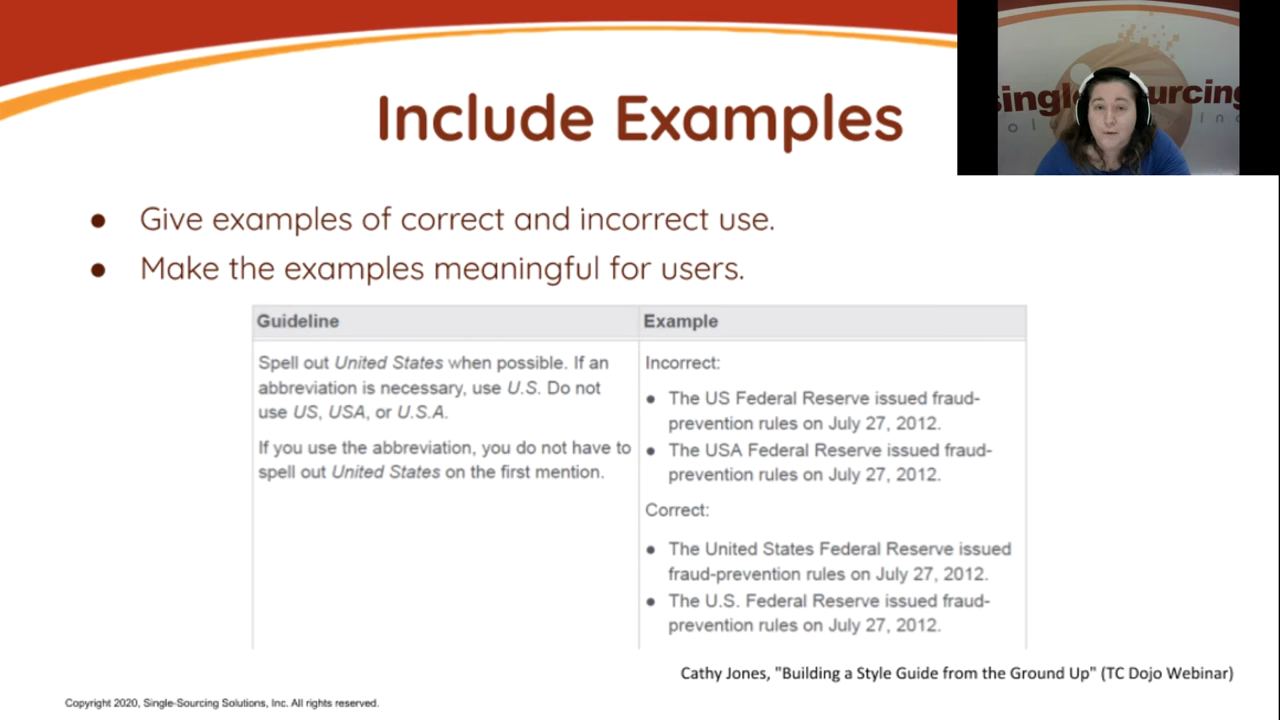 Include Examples
● Give examples of correct and incorrect use.
● Make the examples meaningful for users.
Guideline
Spell out United States when possible. If an
abbreviation is necessary, use U.S. Do not
use US, USA, or U.S.A.
If you use the abbreviation, you do not have to
spell out United States on the first mention.
Example
Incorrect:
● The US Federal Reserve issued fraud-
prevention rules on July 27, 2012.
● The USA Federal Reserve issued fraud-
prevention rules on July 27, 2012.
Correct:
● The United States Federal Reserve issued
fraud-prevention rules on July 27, 2012.
● The U.S. Federal Reserve issued fraud-
prevention rules on July 27, 2012.
Cathy Jones, "Building a Style Guide from the Ground Up" (TC Dojo Webinar)
Copyright 2020, Single-Sourcing Solutions, Inc. All rights reserved.